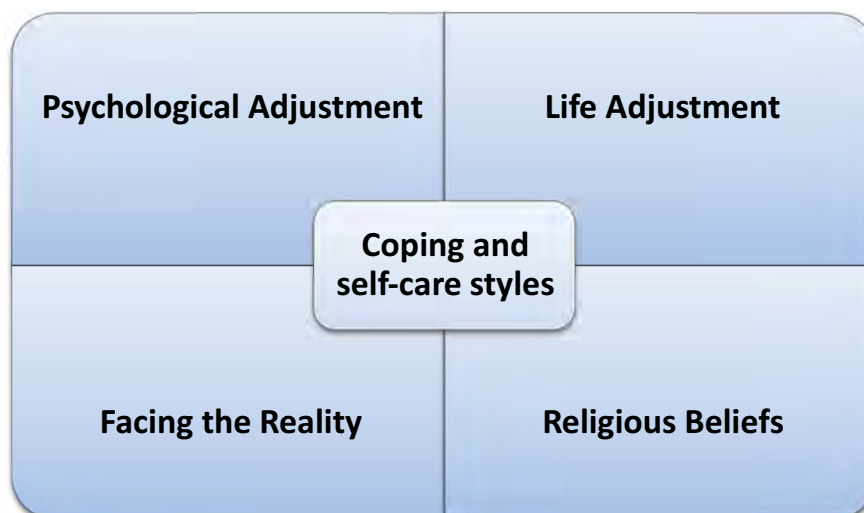 Psychological Adjustment
Life Adjustment
Coping and
self-care styles
Facing the Reality
Religious Beliefs